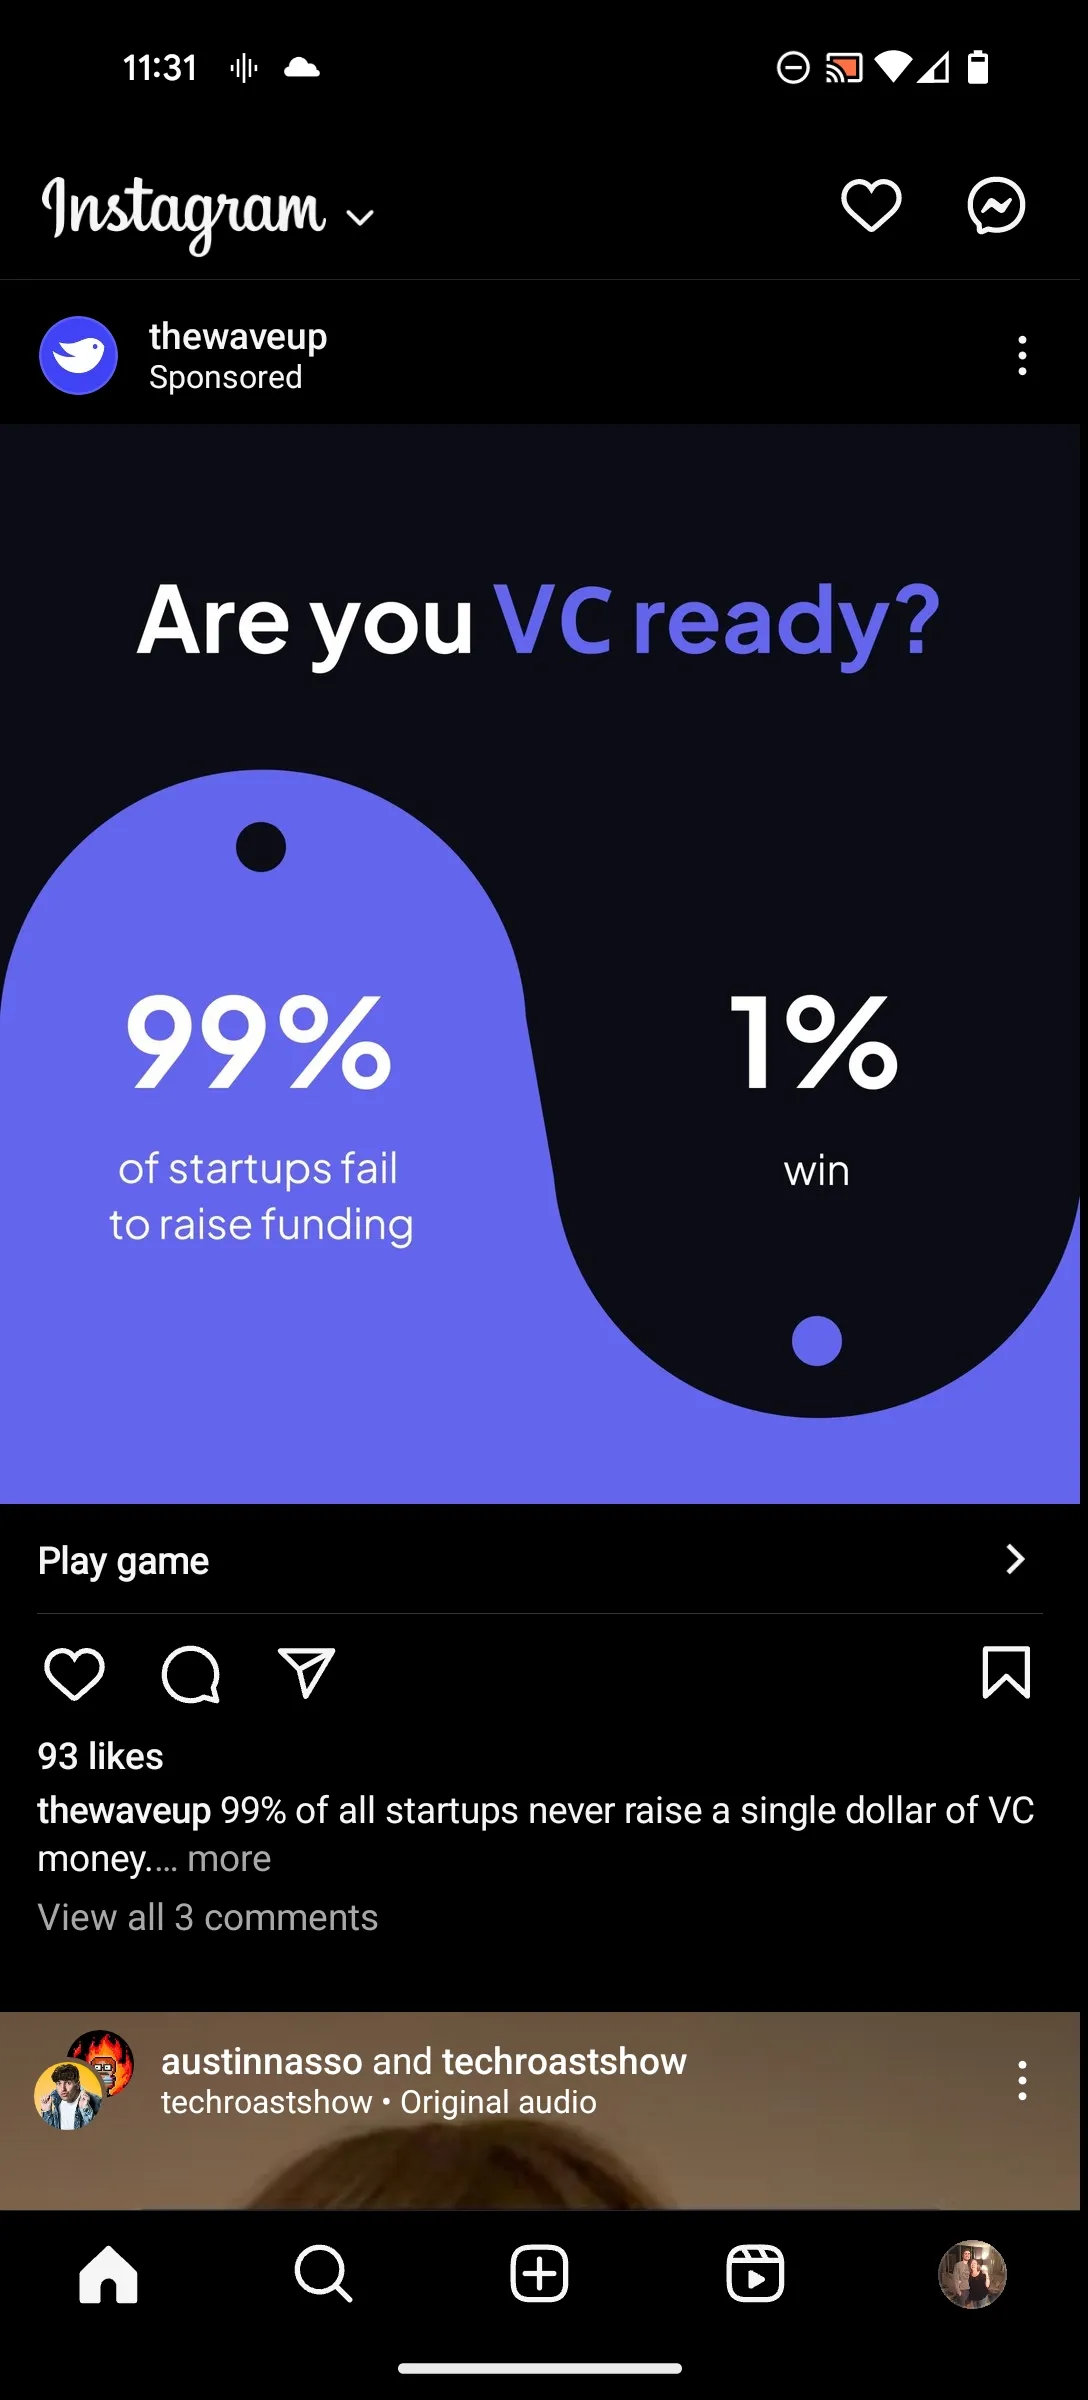 11:31
Instagram
thewaveup
Sponsored
Are you VC ready?
99%
of startups fail
to raise funding
1%
win
Play game
93 likes
thewaveup 99% of all startups never raise a single dollar of VC
money.... more
View all 3 comments
austinnasso and techroastshow
techroastshow • Original audio